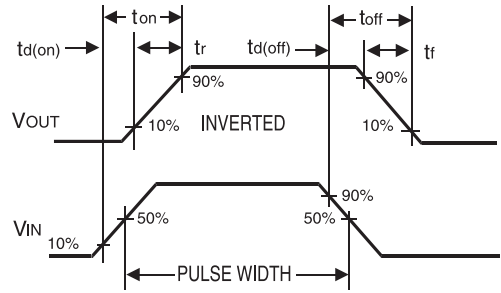 ton
toff
td(on)
tr
td(off)
tf
90%
90%
VOUT
10%
INVERTED
10%
90%
50%
50%
VIN
10%
PULSE WIDTH